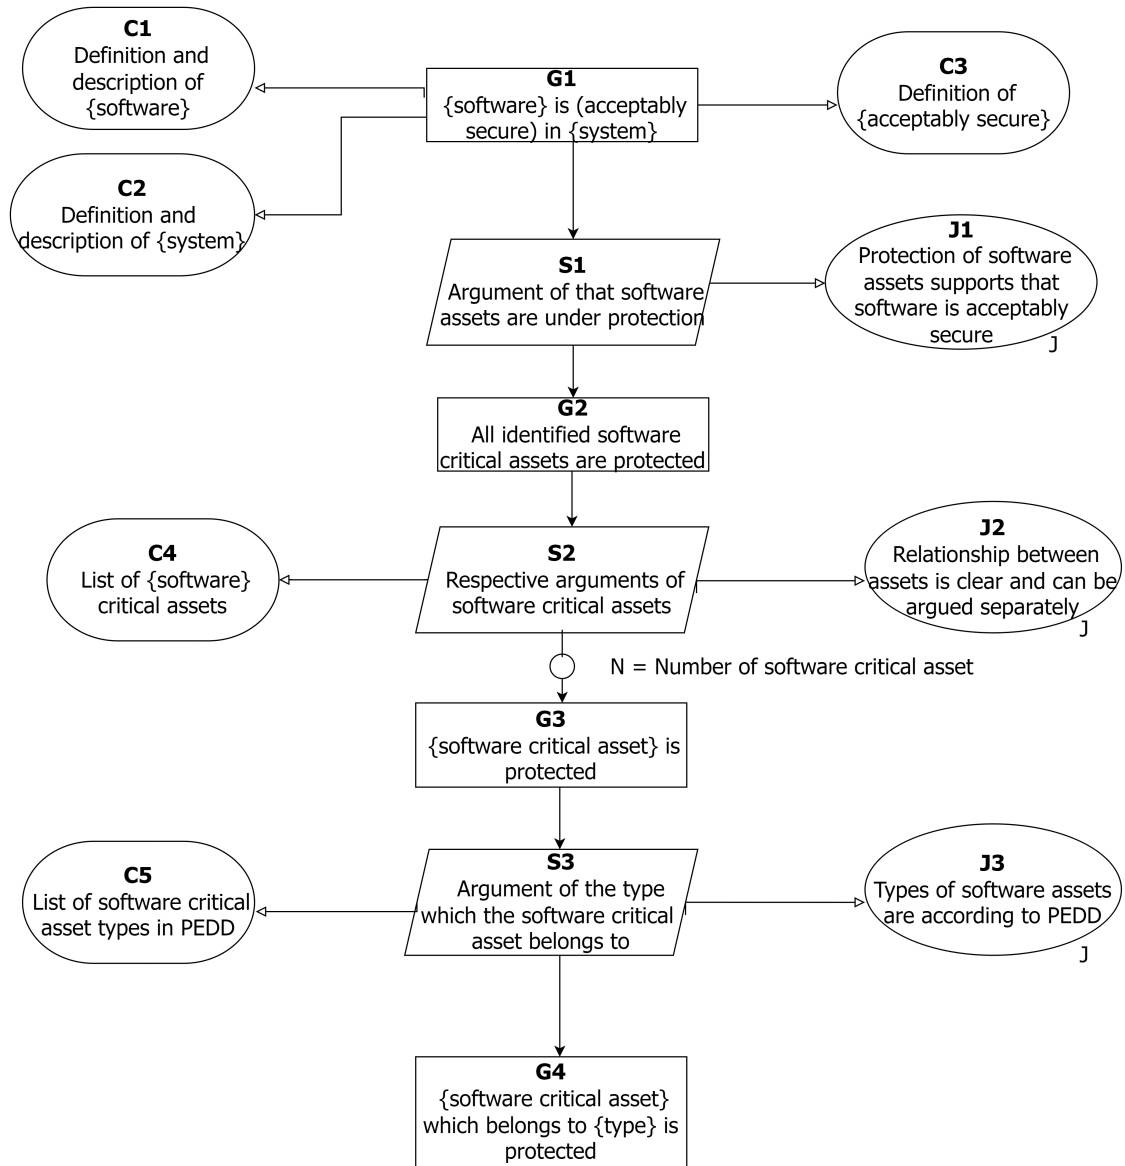 C1
Definition and
description of
{software}
G1
{software} is (acceptably
secure) in {system}
C3
Definition of
{acceptably secure}
C2
Definition and
description of {system}
S1
Argument of that software
assets are under protection
J1
Protection of software
assets supports that
software is acceptably
secure
J
G2
All identified software
critical assets are protected
C4
List of {software}
critical assets
S2
Respective arguments of
software critical assets
J2
Relationship between
assets is clear and can be
argued separately
J
N = Number of software critical asset
G3
{software critical asset} is
protected
C5
List of software critical
asset types in PEDD
S3
Argument of the type
which the software critical
asset belongs to
J3
Types of software assets
are according to PEDD
J
G4
{software critical asset}
which belongs to {type} is
protected